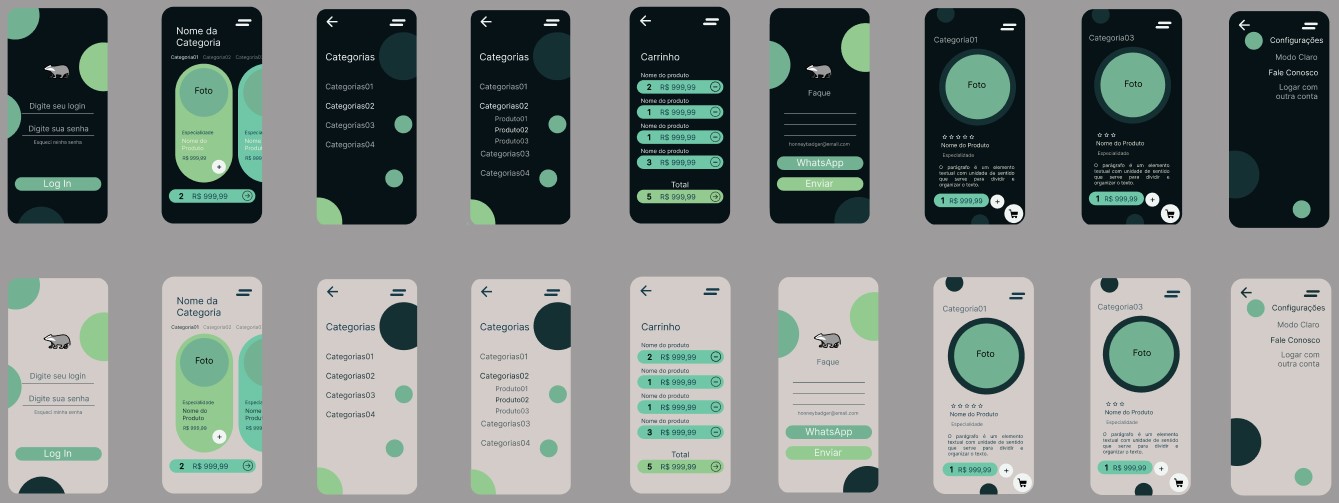 Digite seu login
Digite sua senha
Esqueci minha senha
Log In
Nome da
Categoria
Categoria01 Categoria02 Categoria03
Foto
Especialidade
Nome do
Produto
R$ 999,99
+
2 R$ 999,99
Categorias
Categorias01
Categorias02
Categorias03
Categorias04
Categorias
Categorias01
Categorias02
Produto01
Produto02
Produto03
Categorias03
Categorias04
Carrinho
Nome do produto
2 R$ 999,99
Nome do produto
1 R$ 999,99
Nome do produto
1 R$ 999,99
Nome do produto
3 R$ 999,99
Total
5 R$ 999,99
Faque
honneybadger@email.com
WhatsApp
Enviar
Categoria01
Foto
Nome do Produto
Especialidade
O parágrafo é um elemento
textual com unidade de sentido
que serve para dividir e
organizar o texto.
1 R$ 999,99 +
Categoria03
Foto
Nome do Produto
Especialidade
O parágrafo é um elemento
textual com unidade de sentido
que serve para dividir e
organizar o texto.
1 R$ 999,99 +
Configurações
Modo Claro
Fale Conosco
Logar com
outra conta
Digite seu login
Digite sua senha
Esqueci minha senha
Log In
Nome da
Categoria
Categoria01 Categoria03 Categoria03
Foto
Especialidade
Nome do
Produto
R$ 999,99
+
2 R$ 999,99
Categorias
Categorias01
Categorias02
Categorias03
Categorias04
Categorias
Categorias01
Categorias02
Produto01
Produto02
Produto03
Categorias03
Categorias04
Carrinho
Nome do produto
2 R$ 999,99
Nome do produto
1 R$ 999,99
Nome do produto
1 R$ 999,99
Nome do produto
3 R$ 999,99
Total
5 R$ 999,99
Faque
honneybadger@email.com
WhatsApp
Enviar
Categoria01
Foto
Nome do Produto
Especialidade
O parágrafo é um elemento
textual com unidade de sentido
que serve para dividir e
organizar o texto.
1 R$ 999,99 +
Categoria03
Foto
Nome do Produto
Especialidade
O parágrafo é um elemento
textual com unidade de sentido
que serve para dividir e
organizar o texto.
1 R$ 999,99 +
Configurações
Modo Claro
Fale Conosco
Logar com
outra conta